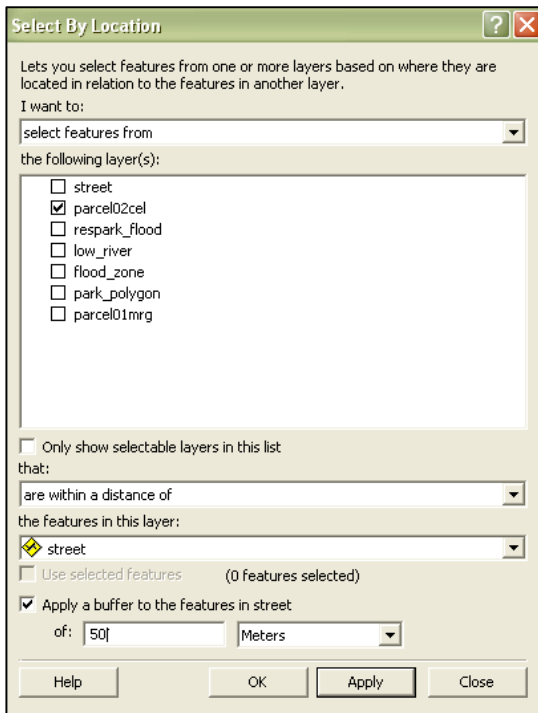 Select By Location
Lets you select features from one or more layers based on where they are
located in relation to the features in another layer.
I want to:
select features from
the following layer(s):
street
parcel02cel
respark_flood
low_river
flood_zone
park_polygon
parcel01mrg
Only show selectable layers in this list
that:
are within a distance of
the features in this layer:
street
Use selected features (0 features selected)
Apply a buffer to the features in street
of: 50 Meters
Help OK Apply Close